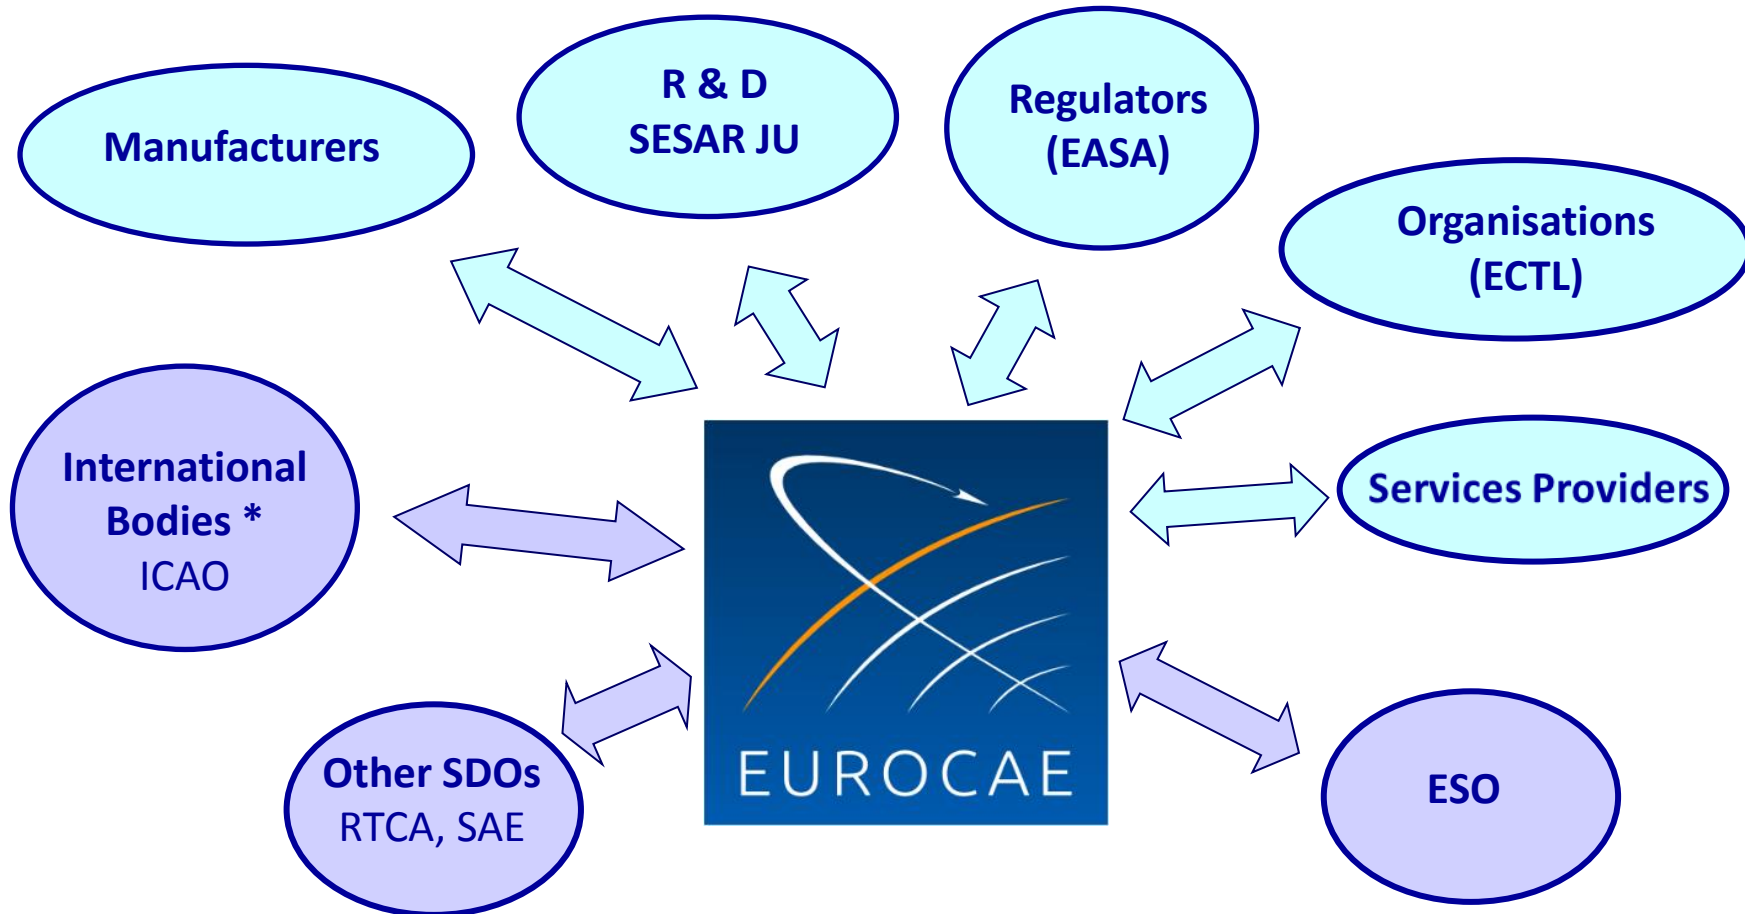 Manufacturers
R & D
SESAR JU
Regulators
(EASA)
Organisations
(ECTL)
International
Bodies *
ICAO
Services Providers
Other SDOs
RTCA, SAE
EUROCAE
ESO